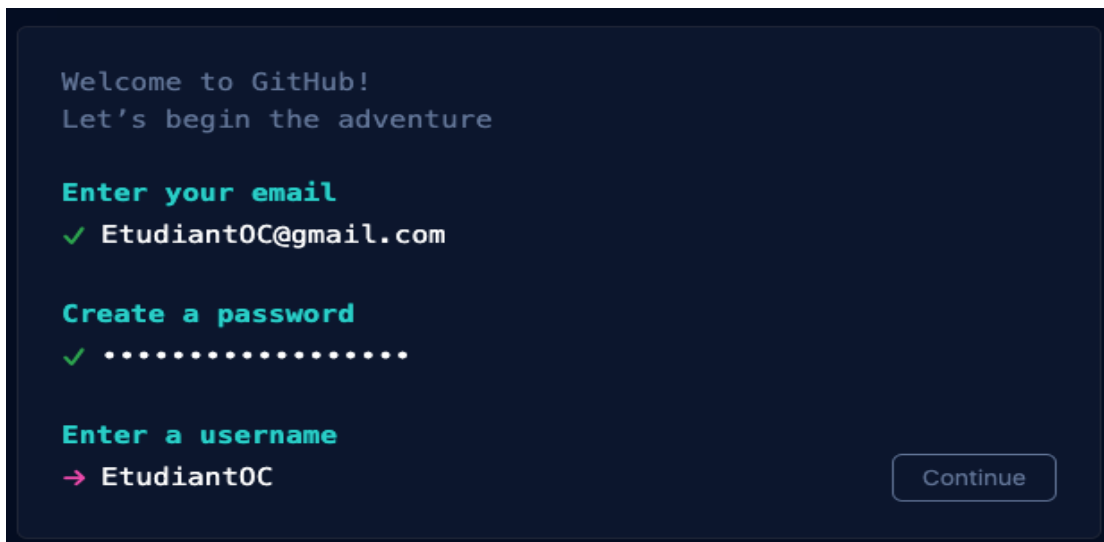 Welcome to GitHub!
Let’s begin the adventure
Enter your email
✓ EtudiantOC@gmail.com
Create a password
✓ ••••••••••••••••••
Enter a username
→ EtudiantOC
Continue